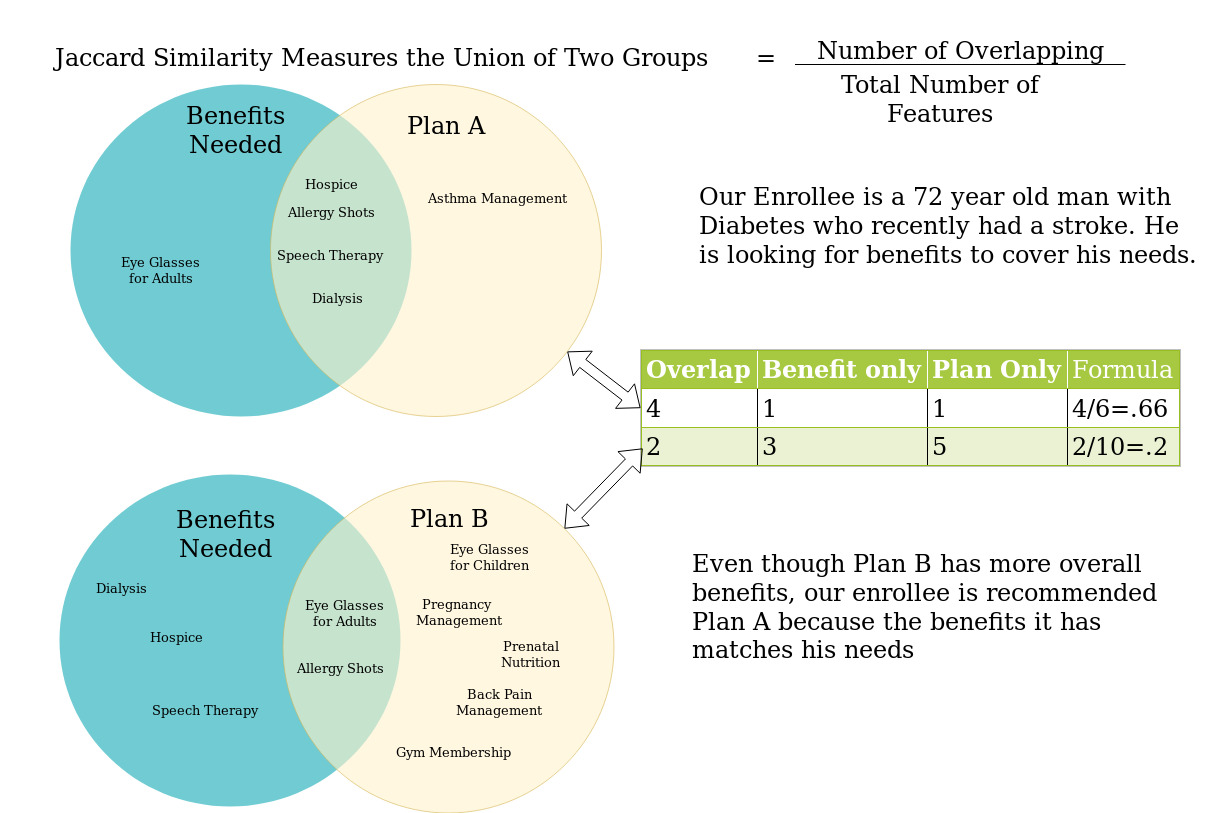 Jaccard Similarity Measures the Union of Two Groups = Number of Overlapping
Total Number of
Features
Benefits
Needed
Plan A
Hospice
Allergy Shots
Speech Therapy
Dialysis
Asthma Management
Eye Glasses
for Adults
Our Enrollee is a 72 year old man with
Diabetes who recently had a stroke. He
is looking for benefits to cover his needs.
Overlap Benefit only Plan Only Formula
4 1 1 4/6=.66
2 3 5 2/10=.2
Benefits
Needed
Plan B
Dialysis
Hospice
Speech Therapy
Eye Glasses
for Adults
Allergy Shots
Eye Glasses
for Children
Pregnancy
Management
Prenatal
Nutrition
Back Pain
Management
Gym Membership
Even though Plan B has more overall
benefits, our enrollee is recommended
Plan A because the benefits it has
matches his needs